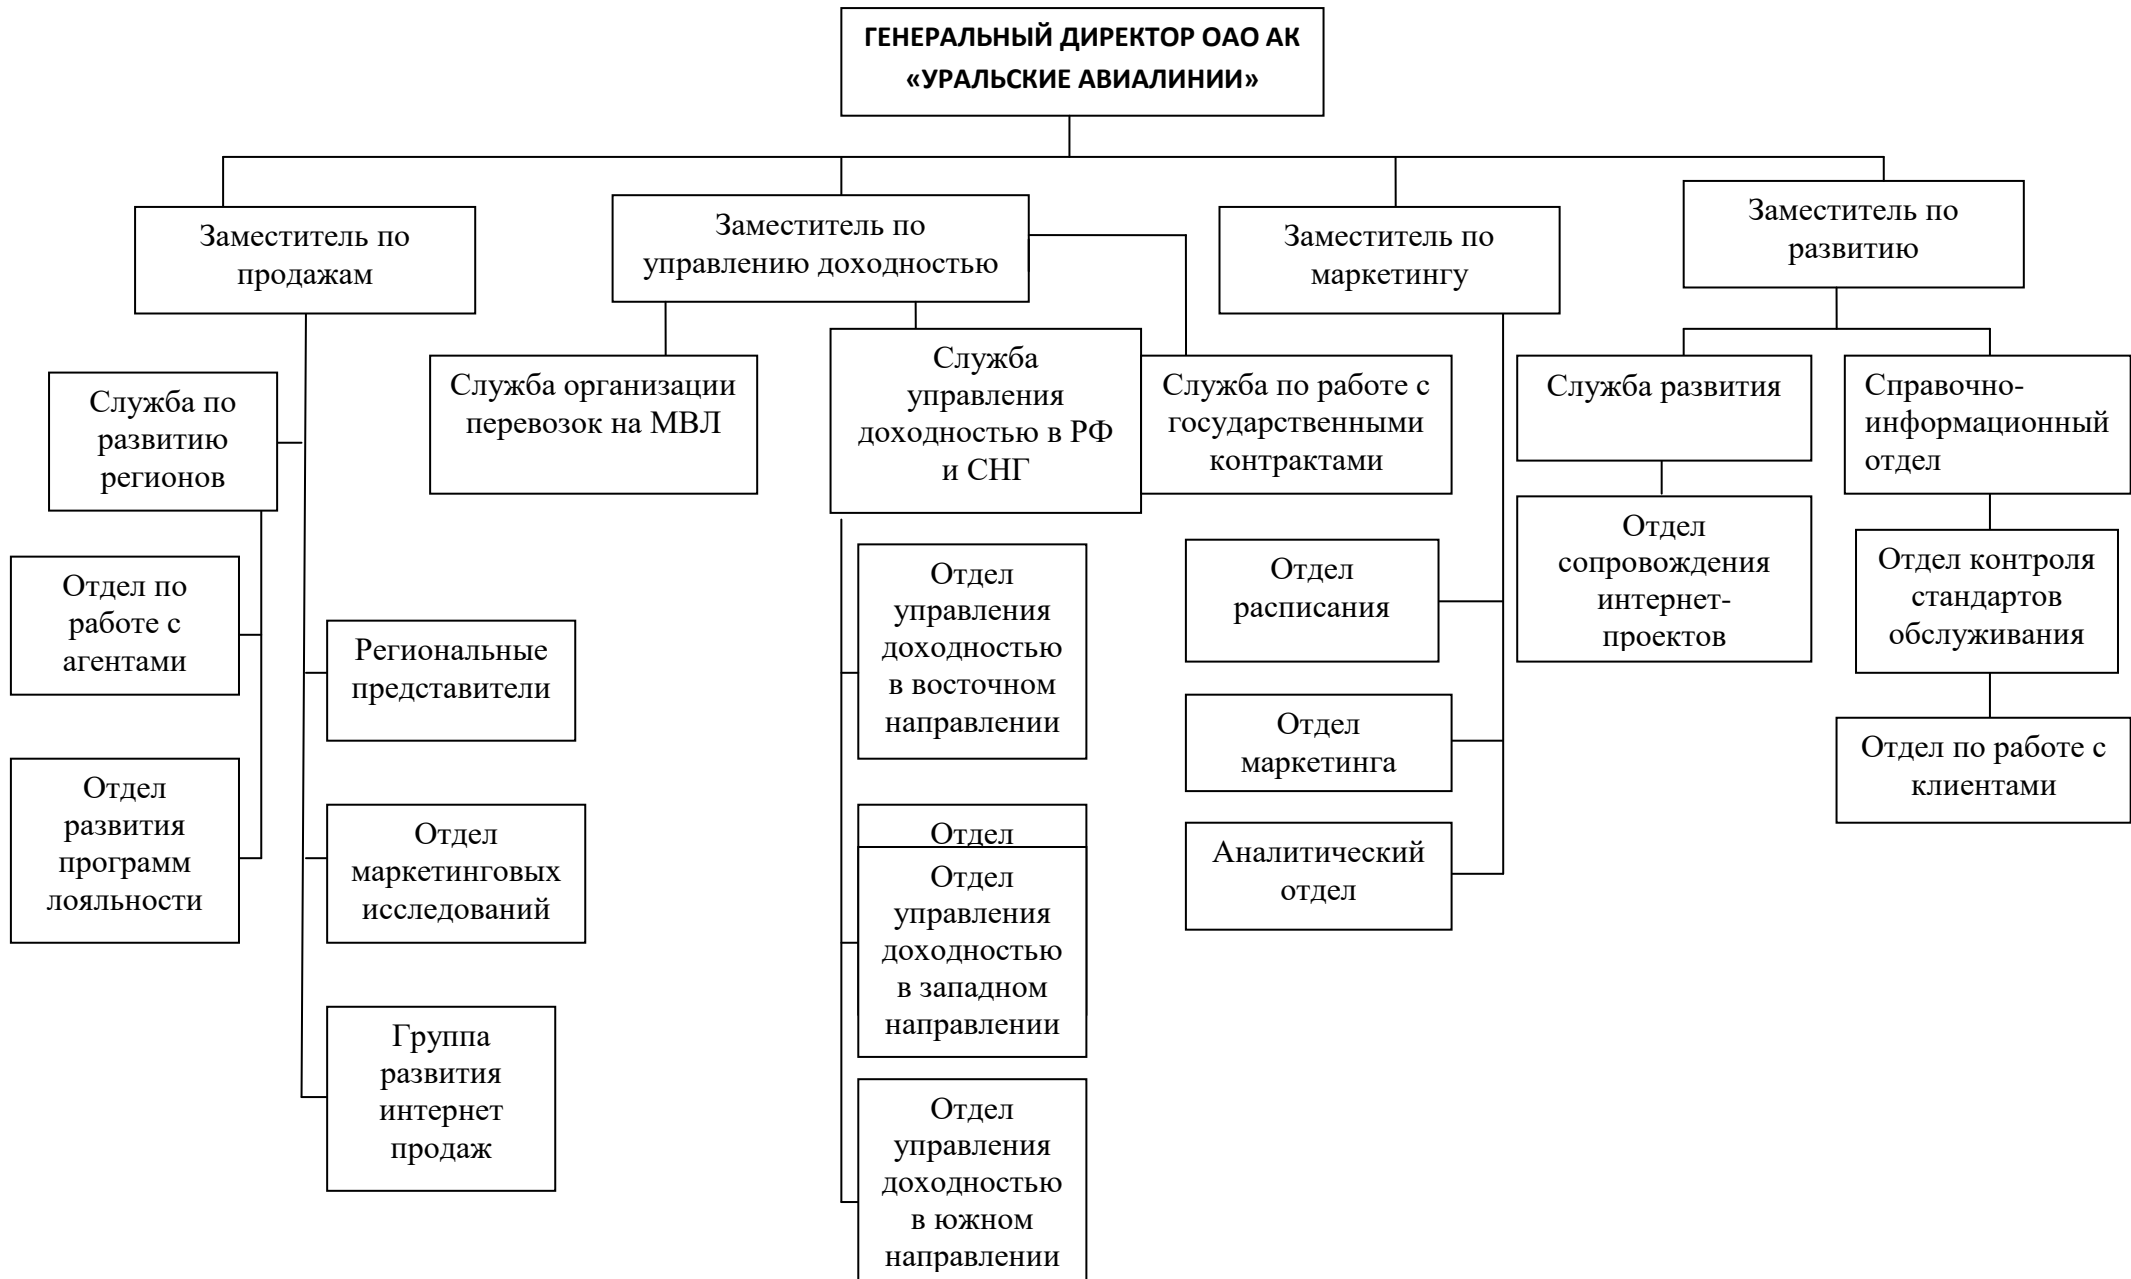 ГЕНЕРАЛЬНЫЙ ДИРЕКТОР ОАО АК
«УРАЛЬСКИЕ АВИАЛИНИИ»
Заместитель по
продажам
Заместитель по
управлению доходностью
Заместитель по
маркетингу
Заместитель по
развитию
Служба по
развитию
регионов
Служба организации
перевозок на МВЛ
Служба
управления
доходностью в РФ
и СНГ
Служба по работе с
государственными
контрактами
Служба развития
Справочно-
информационный
отдел
Отдел по
работе с
агентами
Региональные
представители
Отдел
управления
доходностью
в восточном
направлении
Отдел
расписания
Отдел
сопровождения
интернет-
проектов
Отдел контроля
стандартов
обслуживания
Отдел
развития
программ
лояльности
Отдел
маркетинговых
исследований
Отдел
Отдел
управления
доходностью
в западном
направлении
Отдел
маркетинга
Отдел по работе с
клиентами
Аналитический
отдел
Группа
развития
интернет
продаж
Отдел
управления
доходностью
в южном
направлении